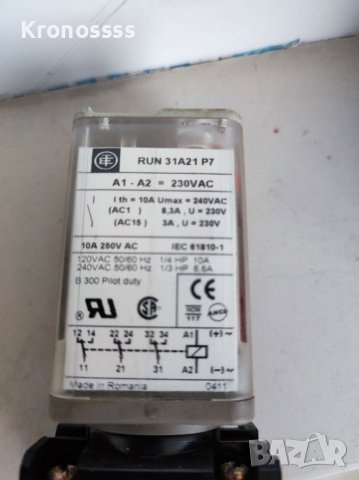 Kronossss
RUN 31A21 P7
A1 - A2 = 230VAC
I th = 10A Umax = 240VAC
(AC1 ) 8,3A , U = 230V
(AC15 ) 3A , U = 230V
10A 250V AC IEC 61810-1
120VAC 50/60 Hz 1/4 HP 10A
240VAC 50/60 Hz 1/3 HP 6.6A
B 300 Pilot duty
CE
12 14 22 24 32 34 A1 (+) ~
11 21 31 A2 (−) ~
Made in Romania 0411
bazar